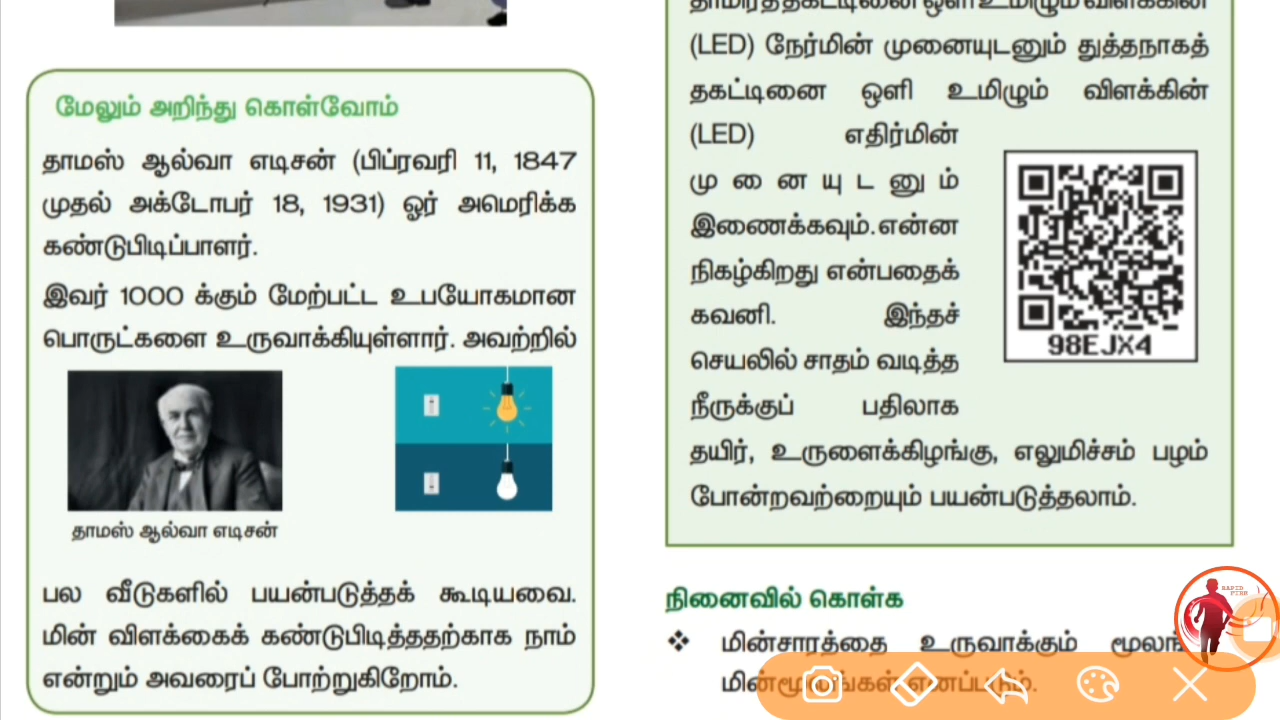 மேலும் அறிந்து கொள்வோம்
தாமஸ் ஆல்வா எடிசன் (பிப்ரவரி 11, 1847
முதல் அக்டோபர் 18, 1931) ஓர் அமெரிக்க
கண்டுபிடிப்பாளர்.
இவர் 1000 க்கும் மேற்பட்ட உபயோகமான
பொருட்களை உருவாக்கியுள்ளார். அவற்றில்
தாமஸ் ஆல்வா எடிசன்
பல வீடுகளில் பயன்படுத்தக் கூடியவை.
மின் விளக்கைக் கண்டுபிடித்ததற்காக நாம்
என்றும் அவரைப் போற்றுகிறோம்.
(LED) நேர்மின் முனையுடனும் துத்தநாகத்
தகட்டினை ஒளி உமிழும் விளக்கின்
(LED) எதிர்மின்
முனையுடனும்
இணைக்கவும். என்ன
நிகழ்கிறது என்பதைக்
கவனி. இந்தச்
செயலில் சாதம் வடித்த
நீருக்குப் பதிலாக
தயிர், உருளைக்கிழங்கு, எலுமிச்சம் பழம்
போன்றவற்றையும் பயன்படுத்தலாம்.
98EJX4
நினைவில் கொள்க
❖ மின்சாரத்தை உருவாக்கும்
எனப்படும்.
RAPID